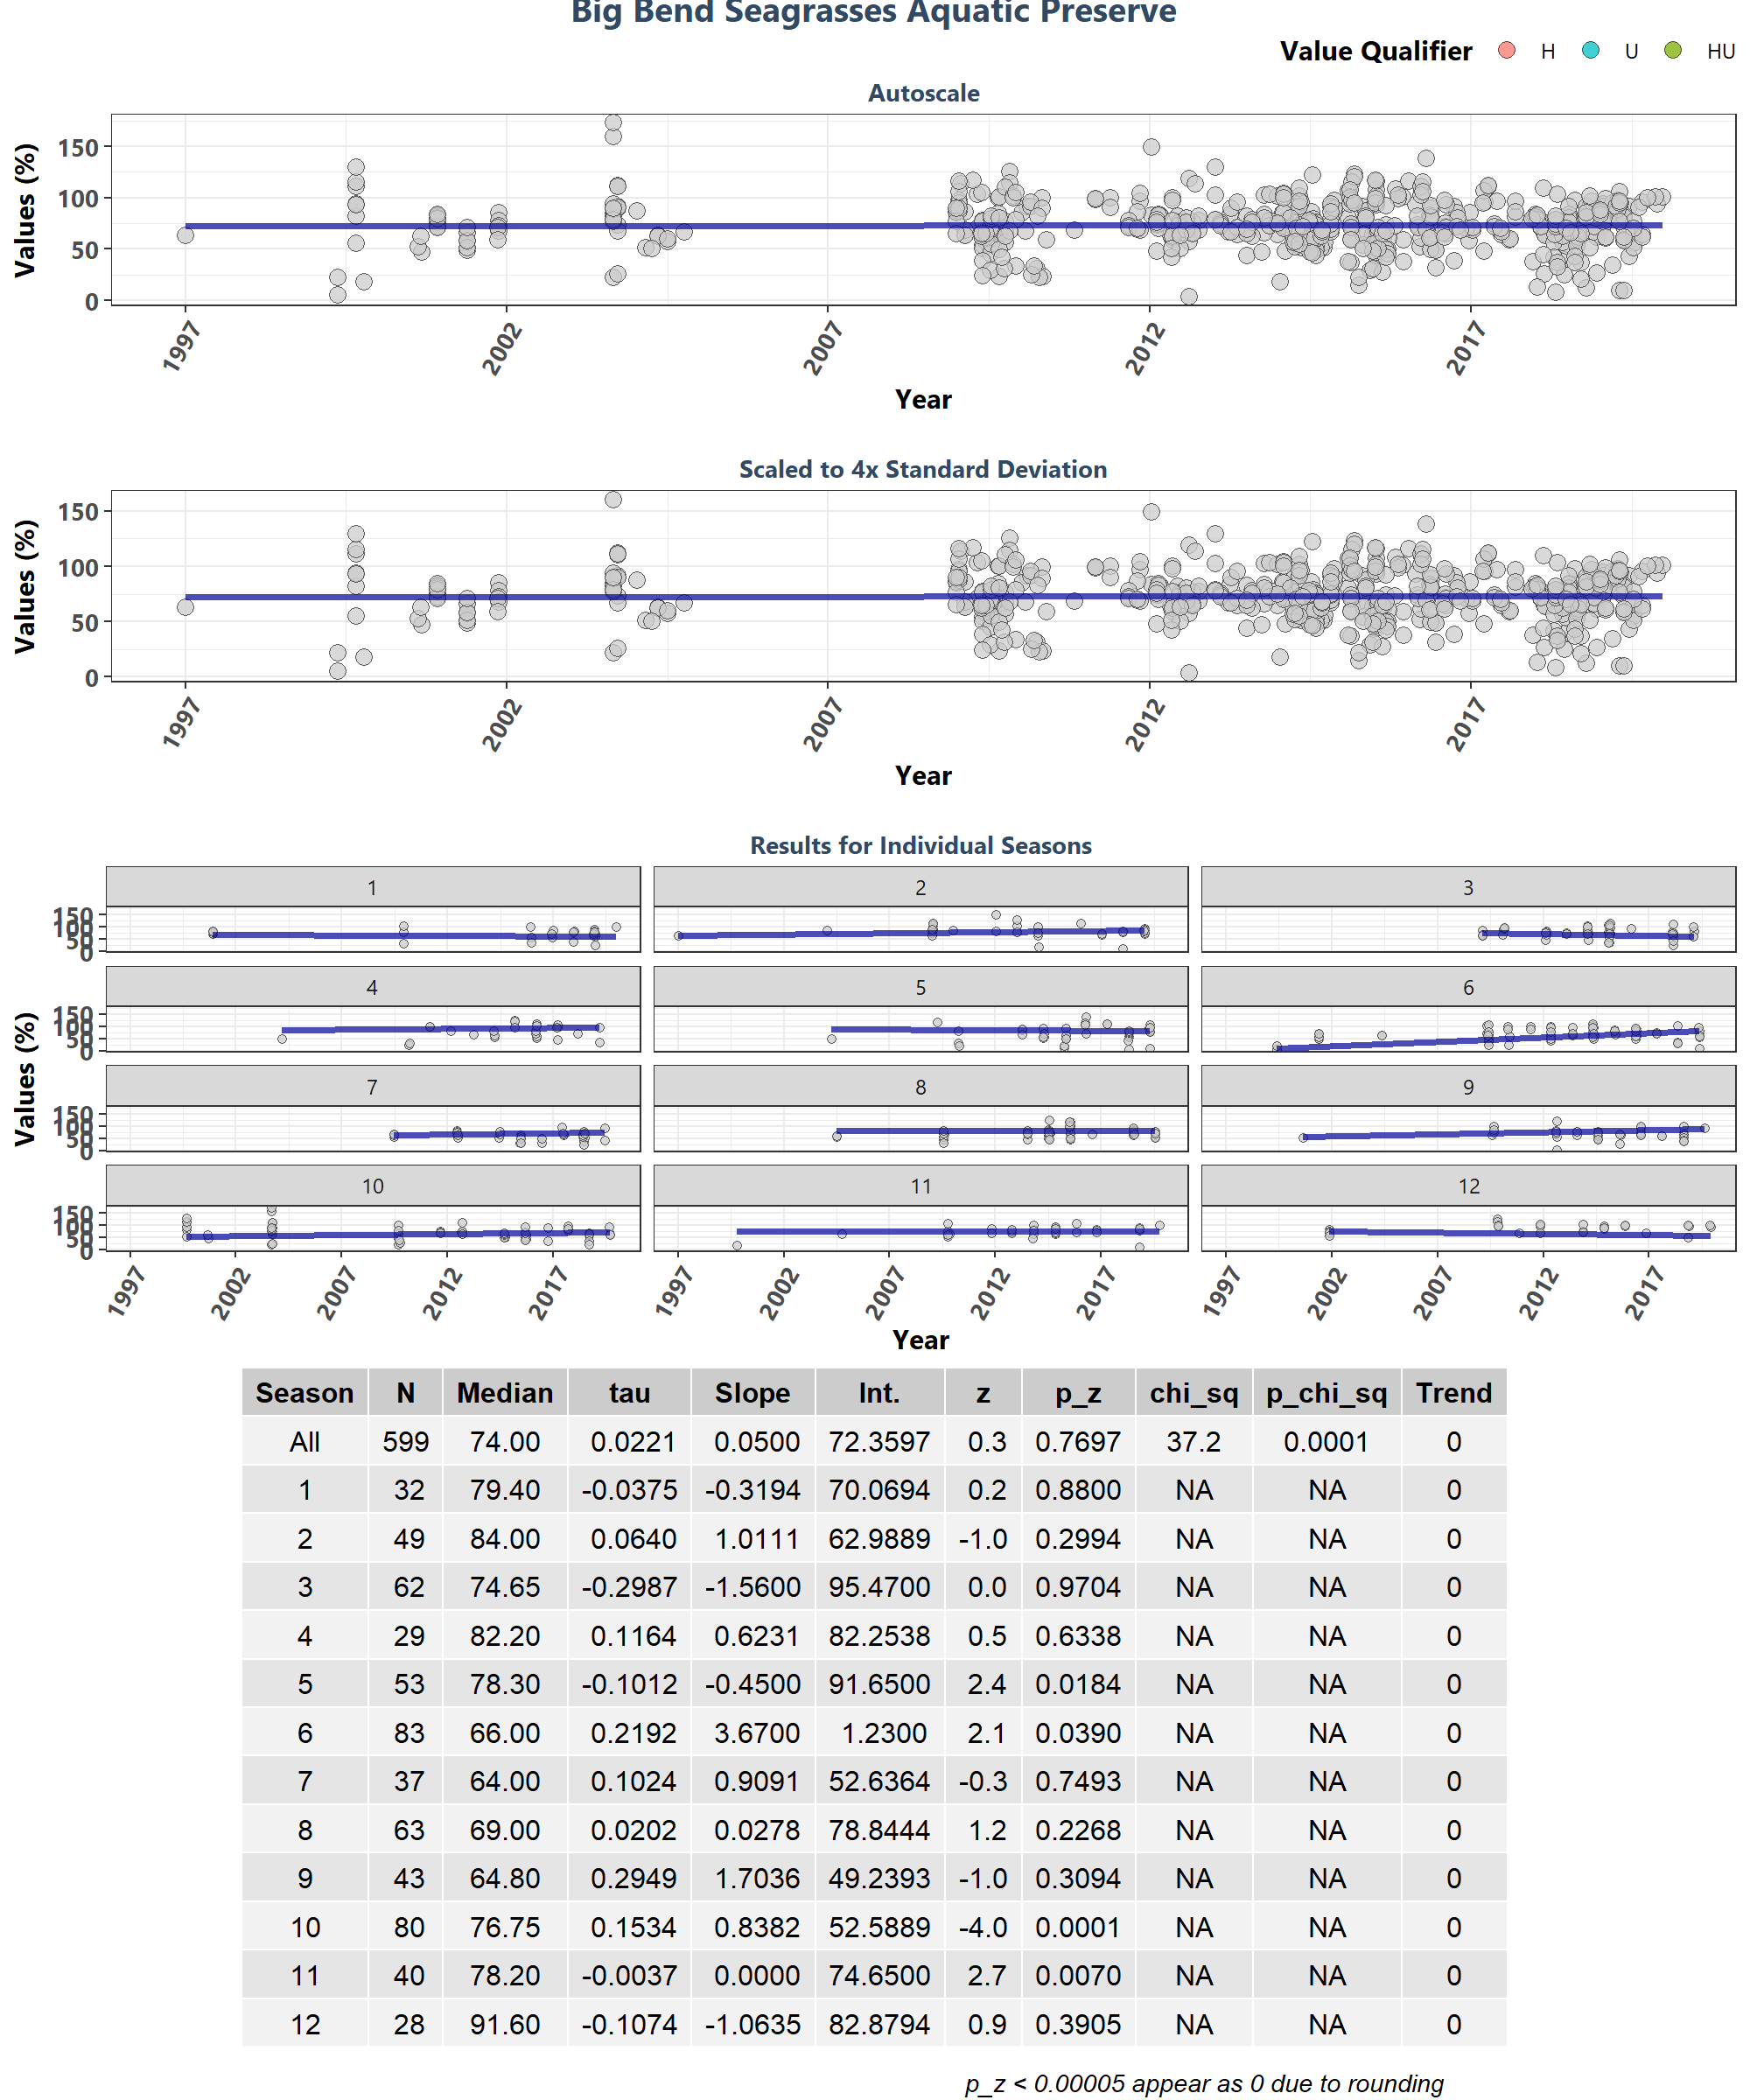 Big Bend Seagrasses Aquatic Preserve
Value Qualifier H U HU
Autoscale
Values (%)
150
100
50
0
1997 2002 2007 2012 2017
Year
Scaled to 4x Standard Deviation
Values (%)
150
100
50
0
1997 2002 2007 2012 2017
Year
Results for Individual Seasons
Values (%)
1 2 3
150
100
50
0
4 5 6
150
100
50
0
7 8 9
150
100
50
0
10 11 12
150
100
50
0
1997 2002 2007 2012 2017 1997 2002 2007 2012 2017 1997 2002 2007 2012 2017
Year
Season N Median tau Slope Int. z p_z chi_sq p_chi_sq Trend
All 599 74.00 0.0221 0.0500 72.3597 0.3 0.7697 37.2 0.0001 0
1 32 79.40 -0.0375 -0.3194 70.0694 0.2 0.8800 NA NA 0
2 49 84.00 0.0640 1.0111 62.9889 -1.0 0.2994 NA NA 0
3 62 74.65 -0.2987 -1.5600 95.4700 0.0 0.9704 NA NA 0
4 29 82.20 0.1164 0.6231 82.2538 0.5 0.6338 NA NA 0
5 53 78.30 -0.1012 -0.4500 91.6500 2.4 0.0184 NA NA 0
6 83 66.00 0.2192 3.6700 1.2300 2.1 0.0390 NA NA 0
7 37 64.00 0.1024 0.9091 52.6364 -0.3 0.7493 NA NA 0
8 63 69.00 0.0202 0.0278 78.8444 1.2 0.2268 NA NA 0
9 43 64.80 0.2949 1.7036 49.2393 -1.0 0.3094 NA NA 0
10 80 76.75 0.1534 0.8382 52.5889 -4.0 0.0001 NA NA 0
11 40 78.20 -0.0037 0.0000 74.6500 2.7 0.0070 NA NA 0
12 28 91.60 -0.1074 -1.0635 82.8794 0.9 0.3905 NA NA 0
p_z < 0.00005 appear as 0 due to rounding